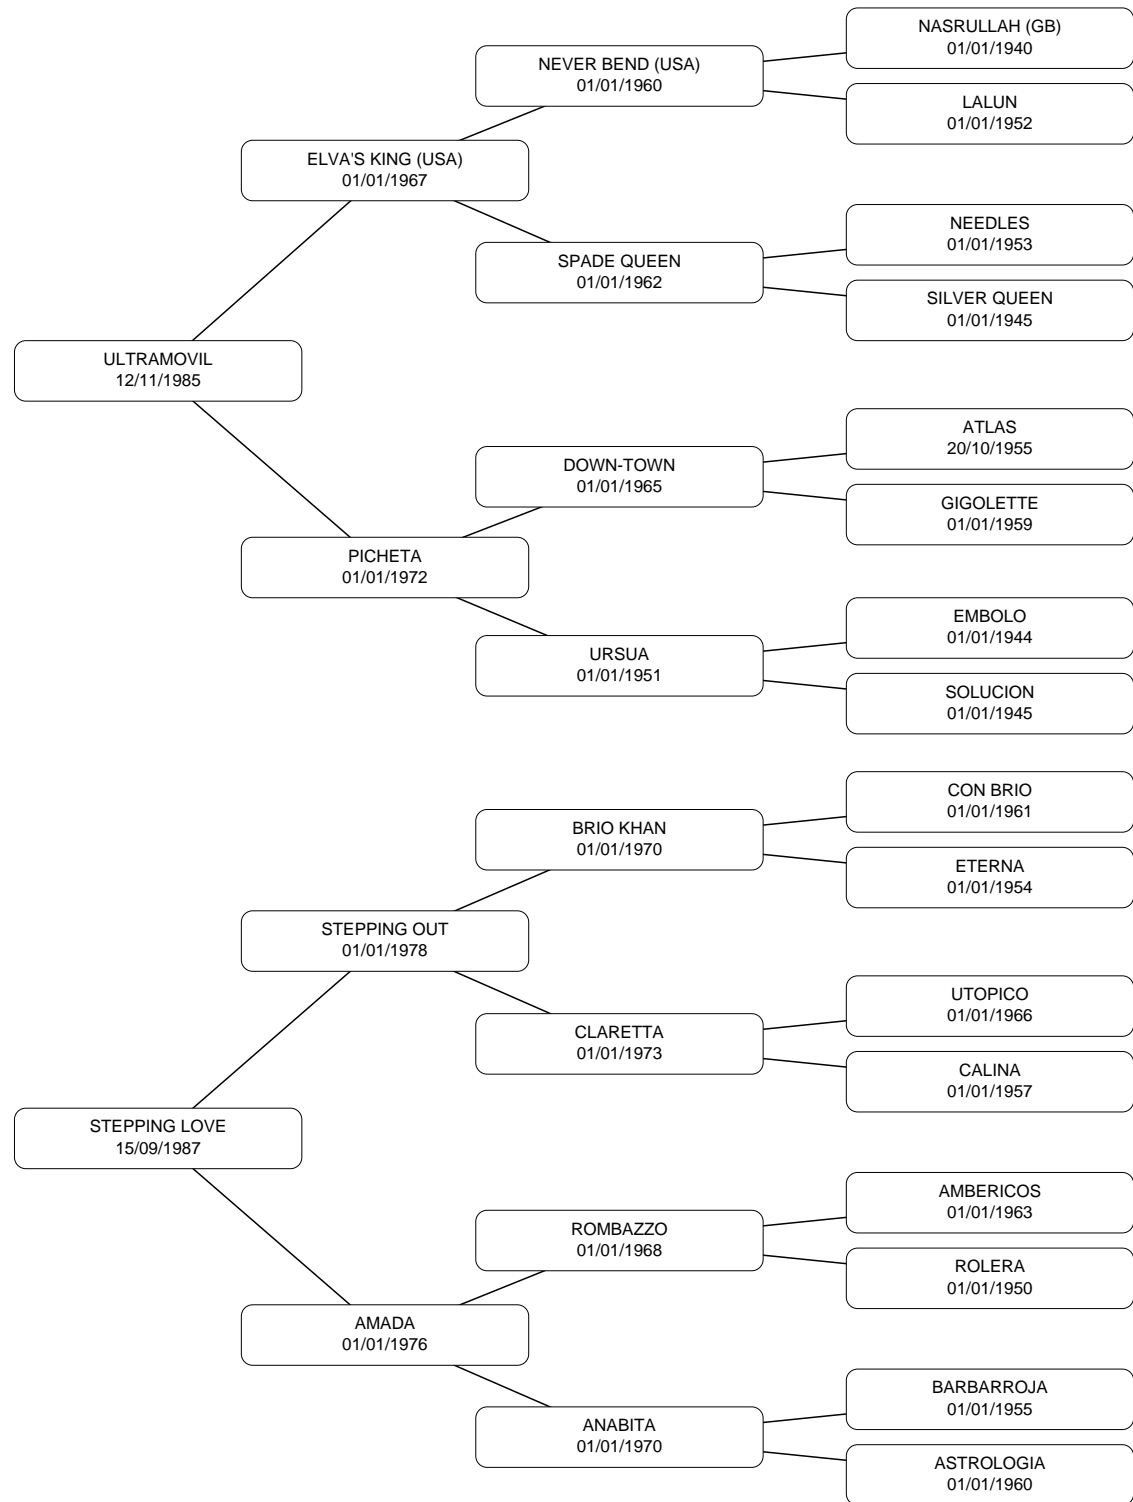 NASRULLAH (GB)
01/01/1940
NEVER BEND (USA)
01/01/1960
LALUN
01/01/1952
ELVA'S KING (USA)
01/01/1967
NEEDLES
01/01/1953
SPADE QUEEN
01/01/1962
SILVER QUEEN
01/01/1945
ULTRAMOVIL
12/11/1985
ATLAS
20/10/1955
DOWN-TOWN
01/01/1965
GIGOLETTE
01/01/1959
PICHETA
01/01/1972
EMBOLO
01/01/1944
URSUA
01/01/1951
SOLUCION
01/01/1945
CON BRIO
01/01/1961
BRIO KHAN
01/01/1970
ETERNA
01/01/1954
STEPPING OUT
01/01/1978
UTOPICO
01/01/1966
CLARETTA
01/01/1973
CALINA
01/01/1957
STEPPING LOVE
15/09/1987
AMBERICOS
01/01/1963
ROMBAZZO
01/01/1968
ROLERA
01/01/1950
AMADA
01/01/1976
BARBARROJA
01/01/1955
ANABITA
01/01/1970
ASTROLOGIA
01/01/1960